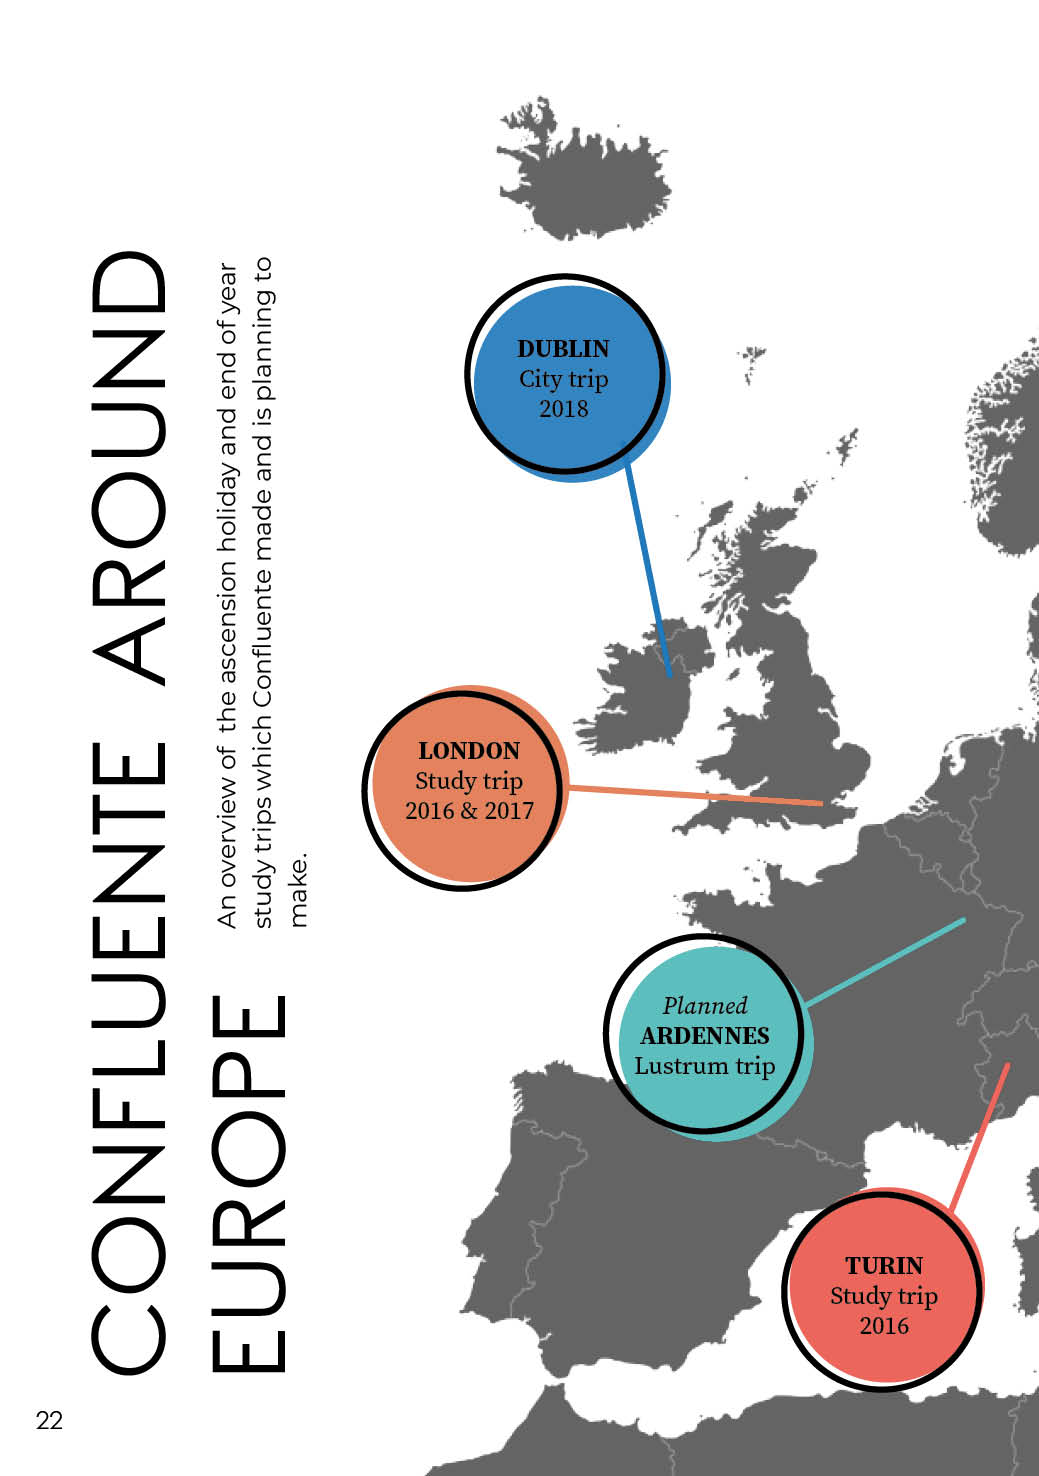 CONFLUENTE AROUND
EUROPE
An overview of the ascension holiday and end of year
study trips which Confluente made and is planning to
make.
DUBLIN
City trip
2018
LONDON
Study trip
2016 & 2017
Planned
ARDENNES
Lustrum trip
TURIN
Study trip
2016
22